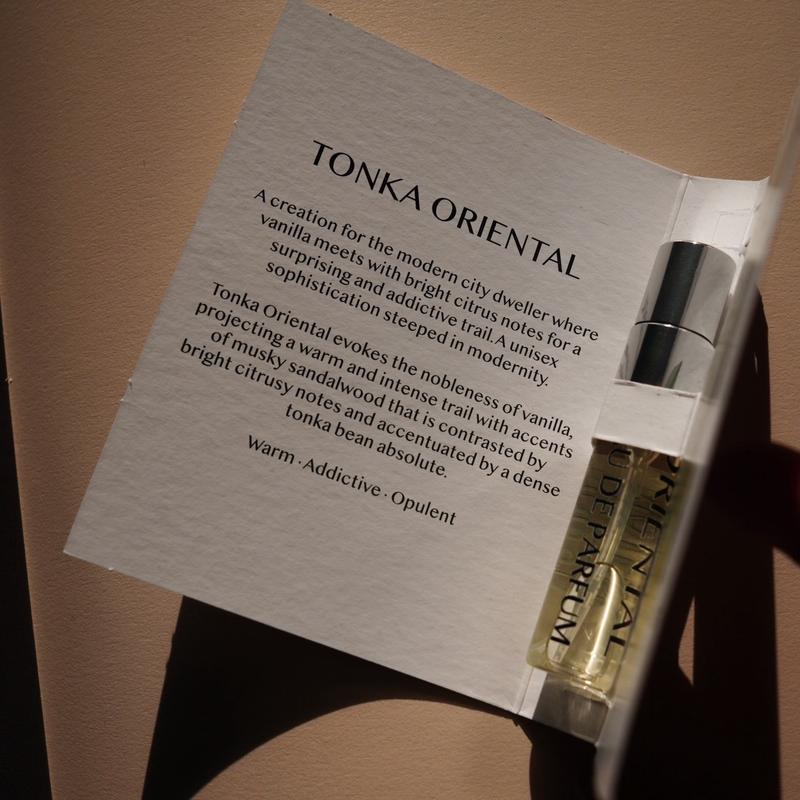 TONKA ORIENTAL
A creation for the modern city dweller where
vanilla meets with bright citrus notes for a
surprising and addictive trail. A unisex
sophistication steeped in modernity.
Tonka Oriental evokes the nobleness of vanilla,
projecting a warm and intense trail with accents
of musky sandalwood that is contrasted by
bright citrusy notes and accentuated by a dense
tonka bean absolute.
Warm · Addictive · Opulent
ORIENTAL
U DE PARFUM